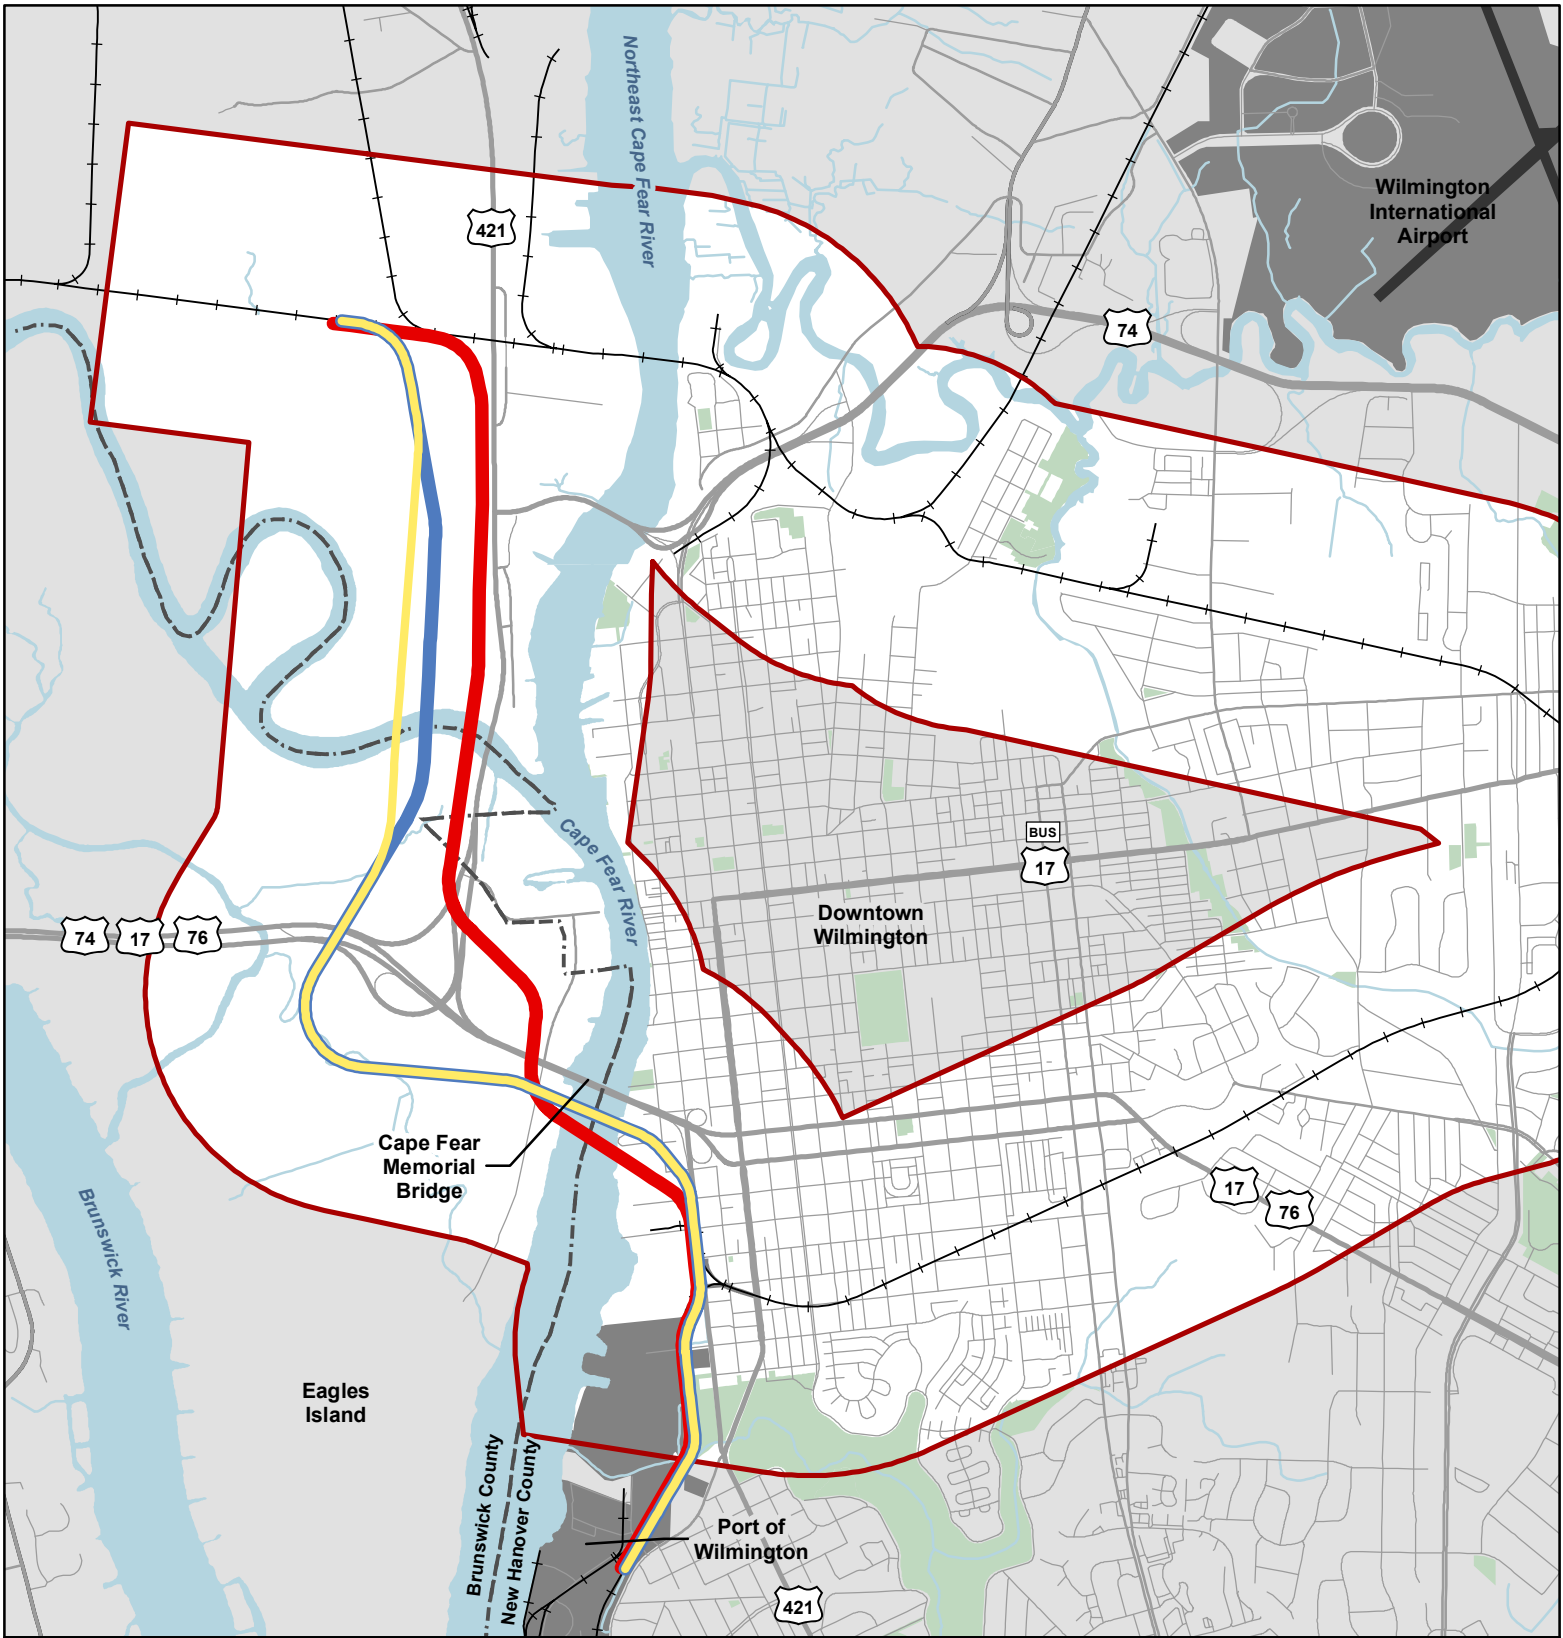 Northeast Cape Fear River
Wilmington
International
Airport
421
74
BUS
17
Cape Fear River
Downtown
Wilmington
74
17
76
Cape Fear
Memorial
Bridge
17
76
Brunswick River
Eagles
Island
Brunswick County
New Hanover County
Port of
Wilmington
421